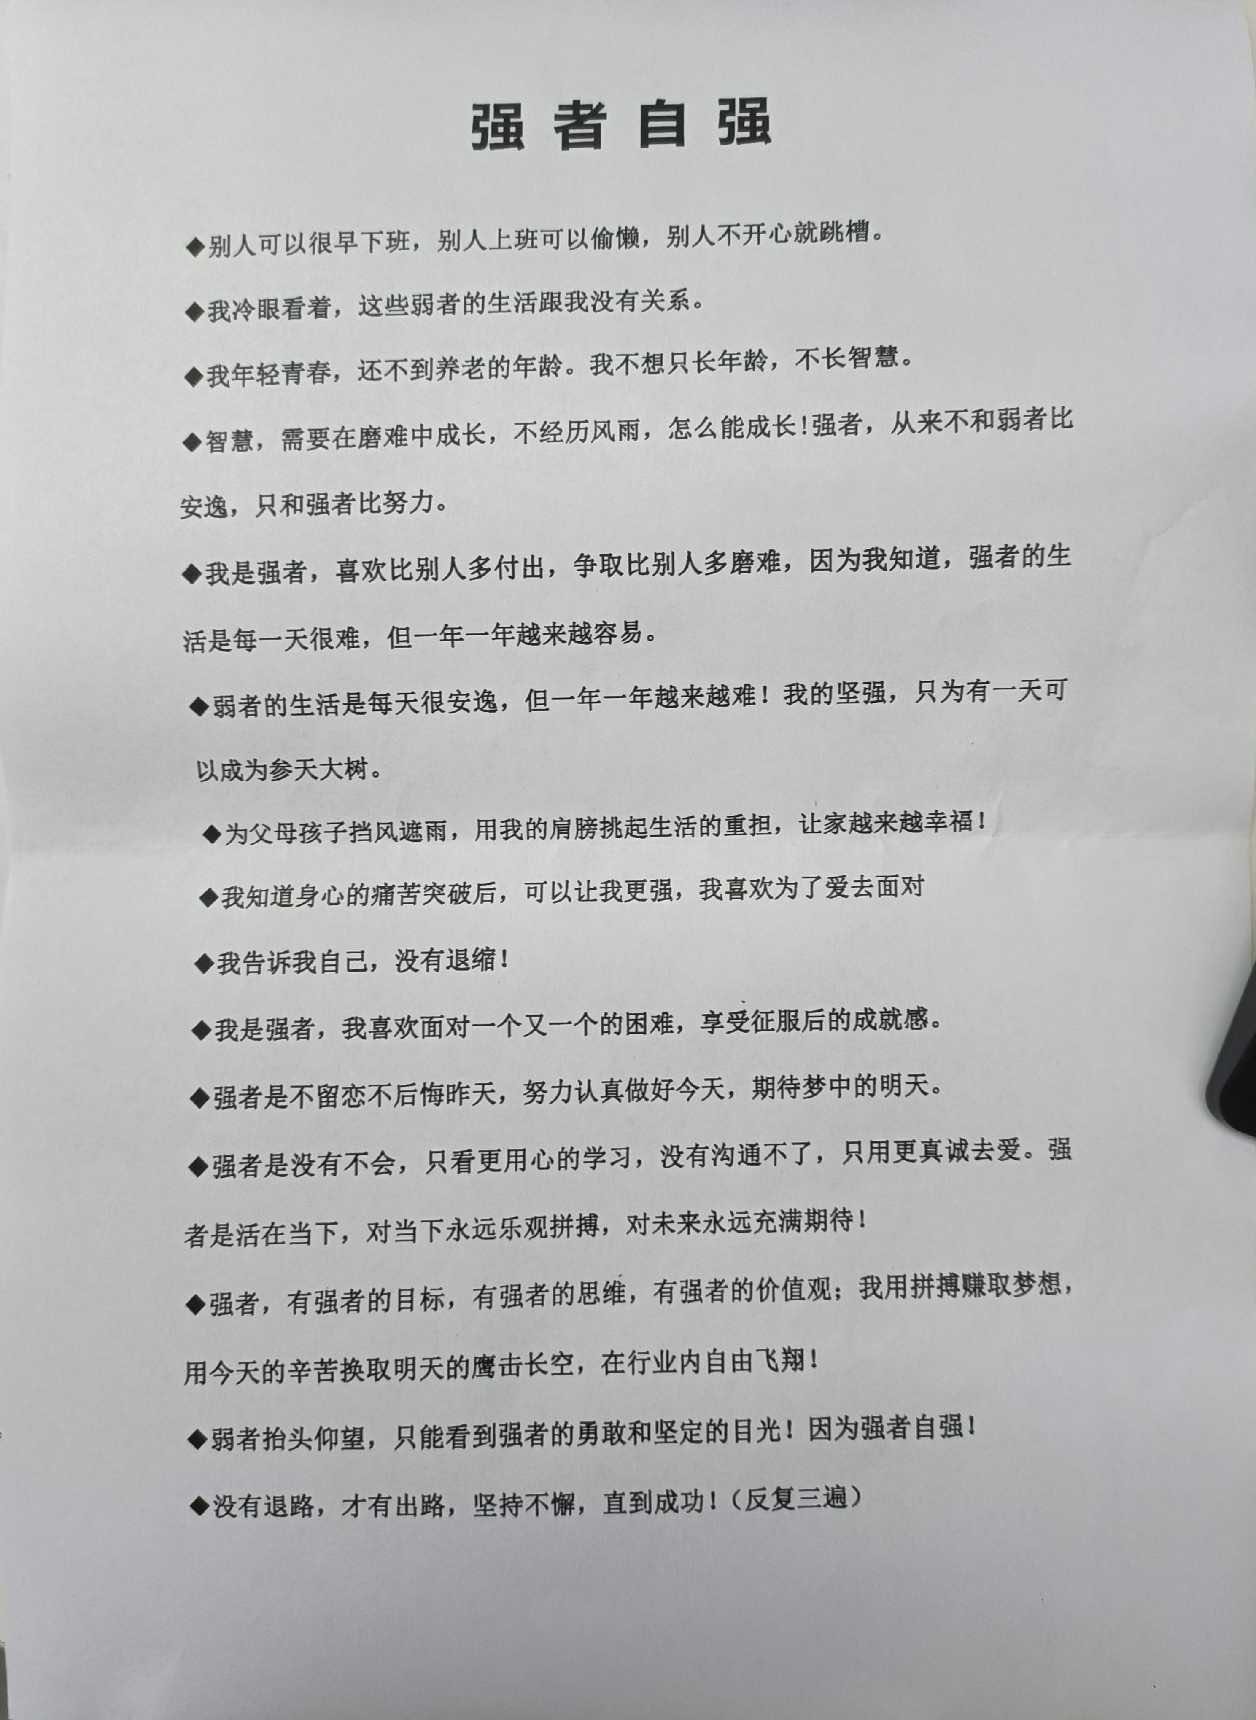 强者自强
◆别人可以很早下班，别人上班可以偷懒，别人不开心就跳槽。
◆我冷眼看着，这些弱者的生活跟我没有关系。
◆我年轻青春，还不到养老的年龄。我不想只长年龄，不长智慧。
◆智慧，需要在磨难中成长，不经历风雨，怎么能成长！强者，从来不和弱者比
安逸，只和强者比努力。
◆我是强者，喜欢比别人多付出，争取比别人多磨难，因为我知道，强者的生
活是每一天很难，但一年一年越来越容易。
◆弱者的生活是每天很安逸，但一年一年越来越难！我的坚强，只为有一天可
以成为参天大树。
◆为父母孩子挡风遮雨，用我的肩膀挑起生活的重担，让家越来越幸福！
◆我知道身心的痛苦突破后，可以让我更强，我喜欢为了爱去面对
◆我告诉我自己，没有退缩！
◆我是强者，我喜欢面对一个又一个的困难，享受征服后的成就感。
◆强者是不留恋不后悔昨天，努力认真做好今天，期待梦中的明天。
◆强者是没有不会，只看更用心的学习，没有沟通不了，只用更真诚去爱。强
者是活在当下，对当下永远乐观拼搏，对未来永远充满期待！
◆强者，有强者的目标，有强者的思维，有强者的价值观；我用拼搏赚取梦想，
用今天的辛苦换取明天的鹰击长空，在行业内自由飞翔！
◆弱者抬头仰望，只能看到强者的勇敢和坚定的目光！因为强者自强！
◆没有退路，才有出路，坚持不懈，直到成功！（反复三遍）